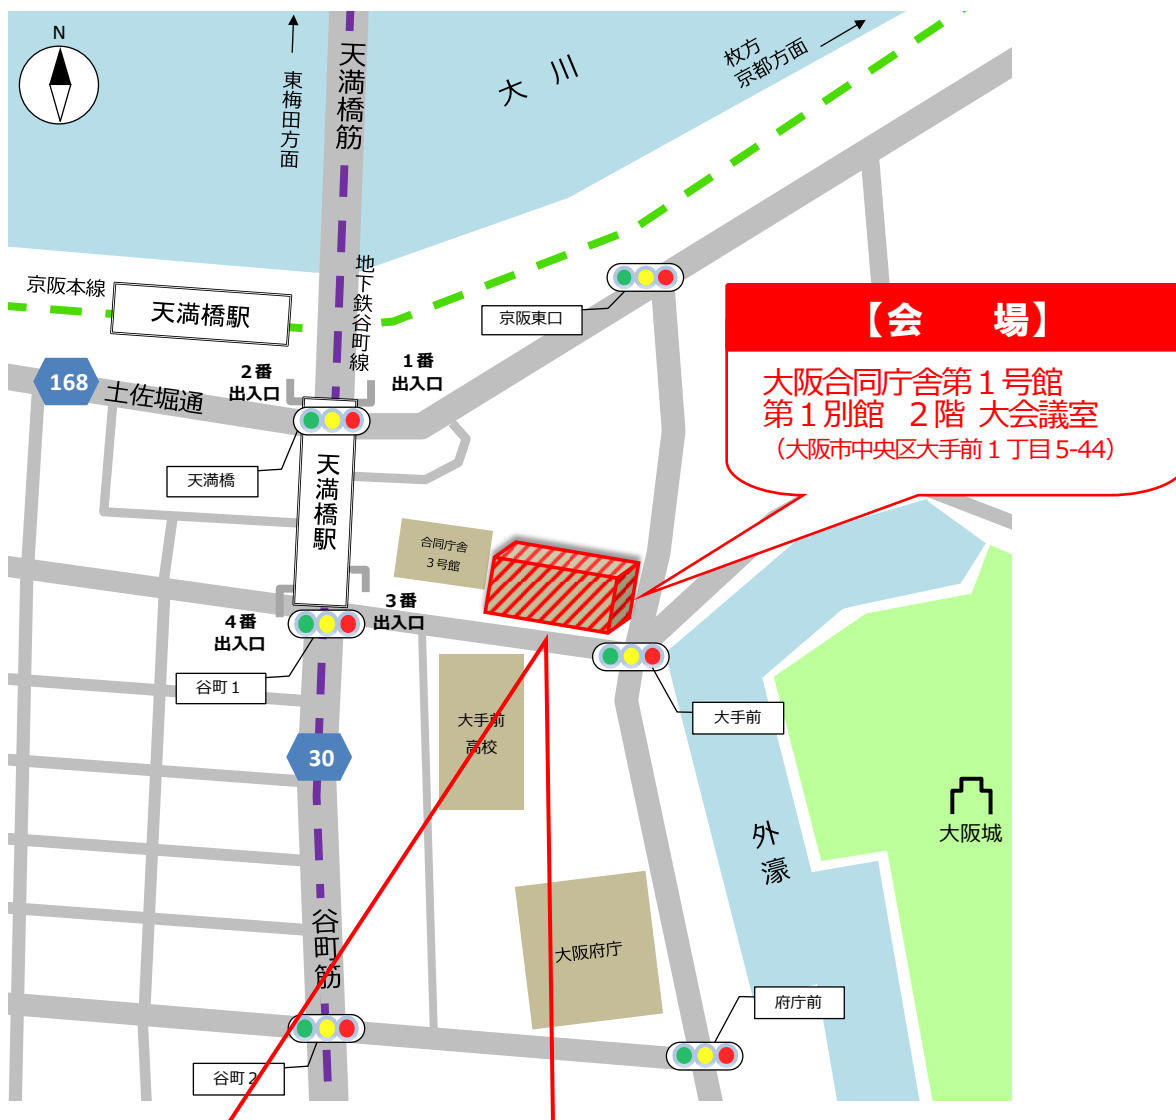 N
東梅田方面
天満橋筋
大　川
枚方
京都方面
京阪本線
天満橋駅
地下鉄谷町線
京阪東口
【会　　場】
大阪合同庁舎第１号館
第１別館　２階 大会議室
（大阪市中央区大手前１丁目5-44）
168
土佐堀通
２番
出入口
１番
出入口
天満橋
天満橋駅
合同庁舎
３号館
４番
出入口
３番
出入口
谷町１
大手前
高校
大手前
30
外濠
大阪城
谷町筋
大阪府庁
府庁前
谷町２